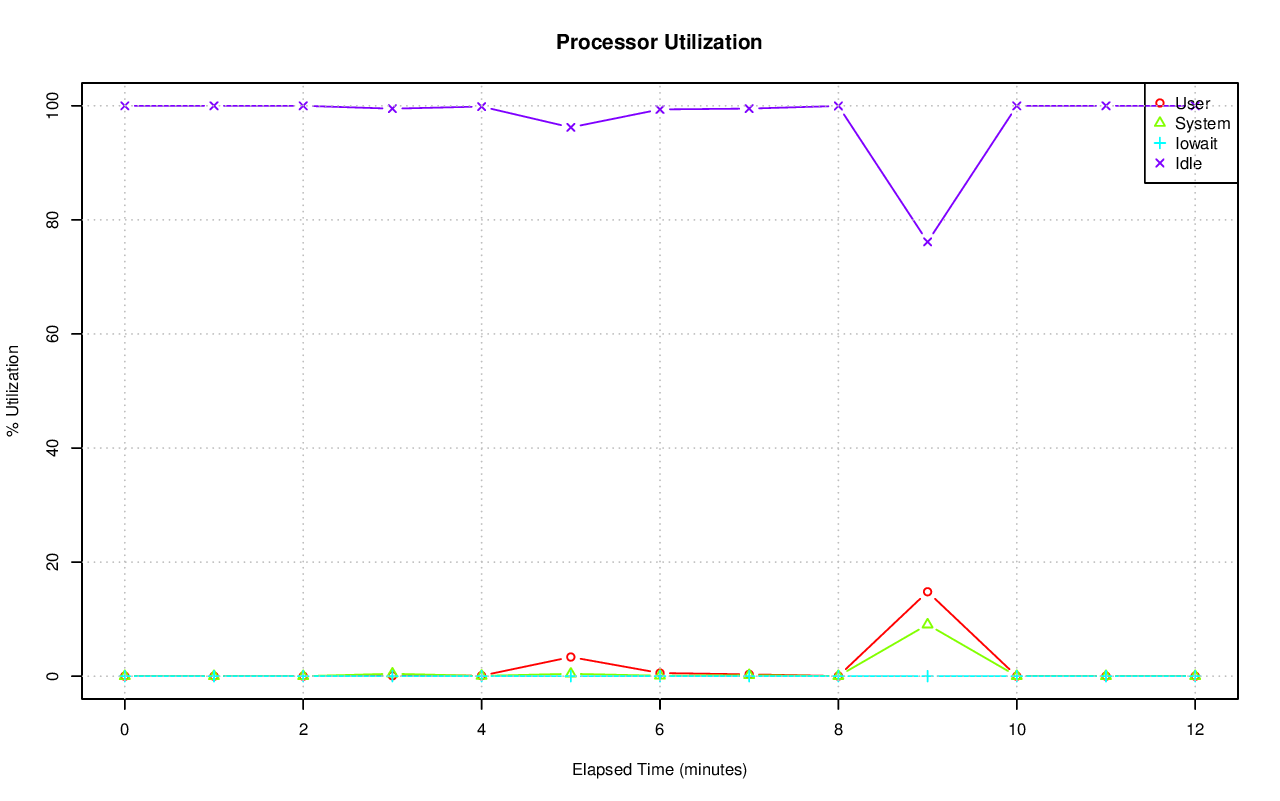 Processor Utilization
100
80
60
40
20
0
% Utilization
User
System
Iowait
Idle
0 2 4 6 8 10 12
Elapsed Time (minutes)